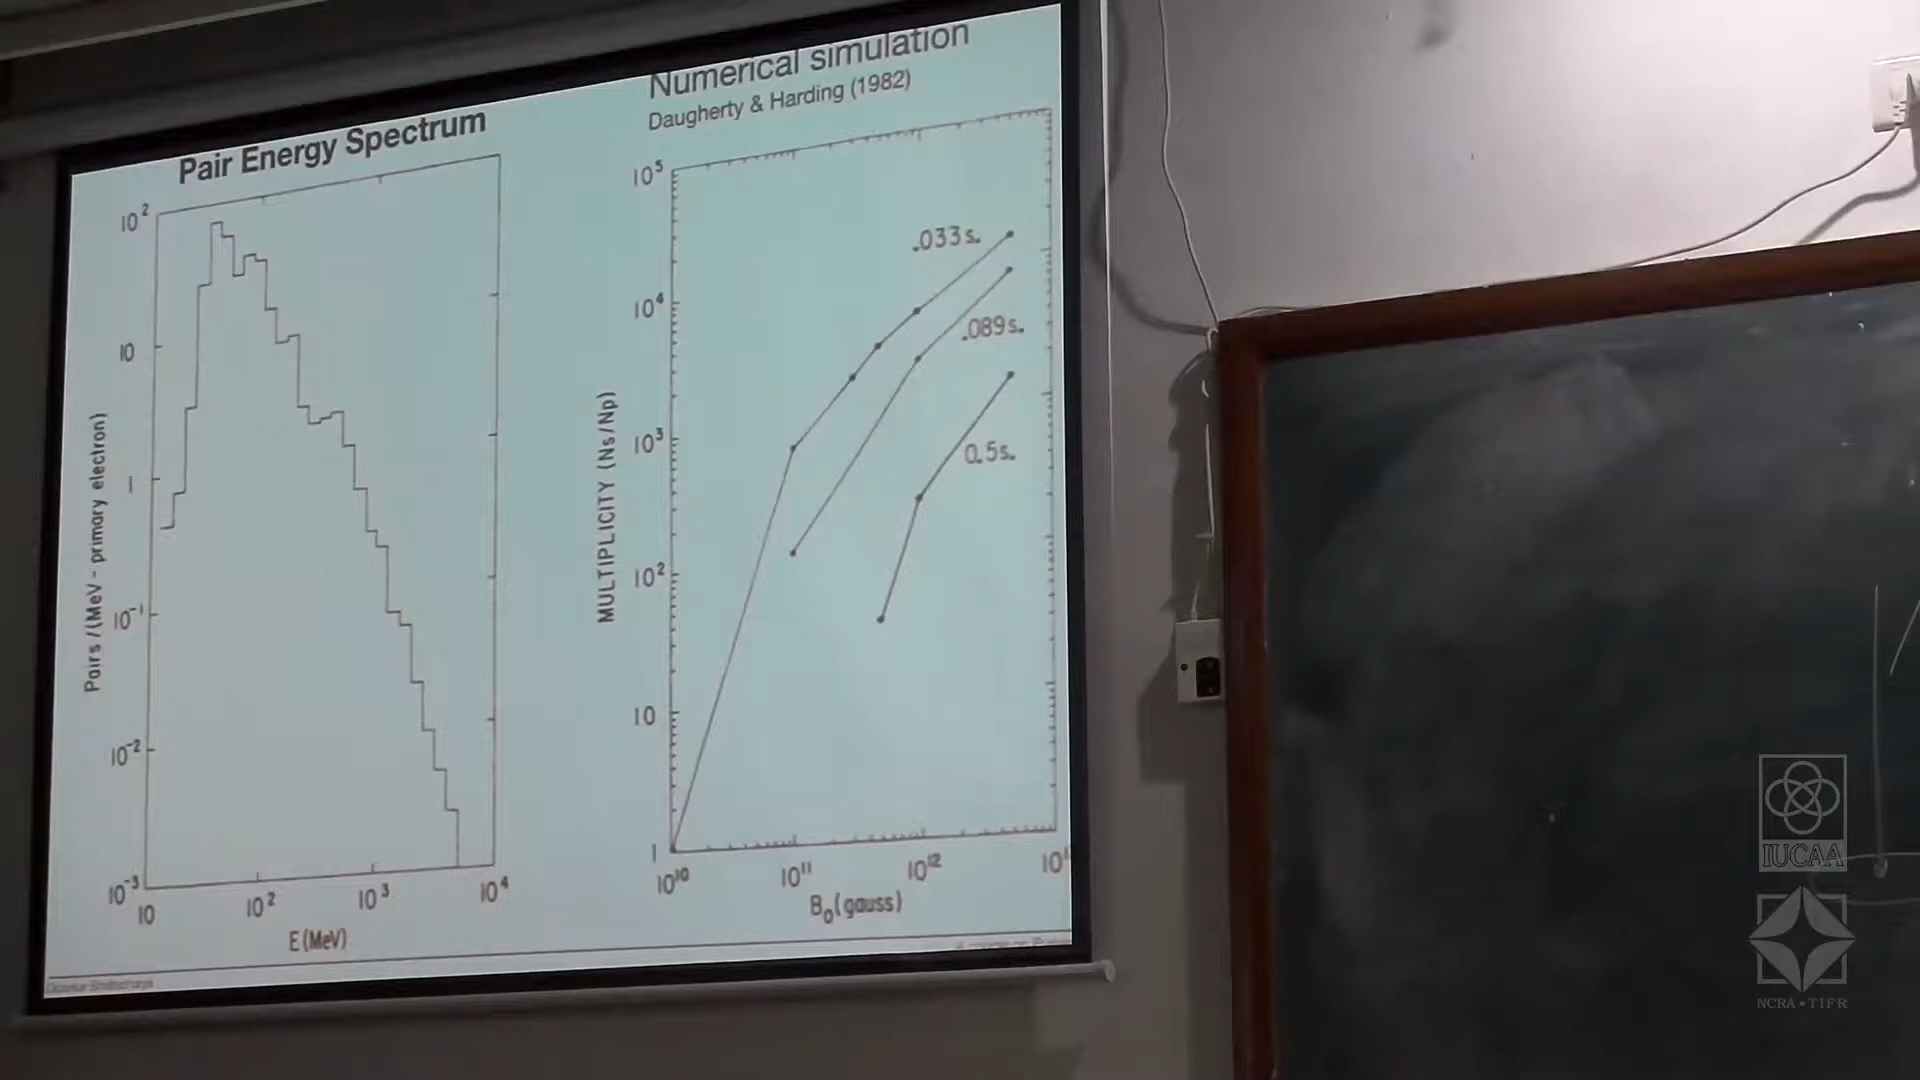 Pair Energy Spectrum
Numerical simulation
Daugherty & Harding (1982)
10²
10
1
10⁻¹
10⁻²
10⁻³
Pairs/(MeV - primary electron)
10
10²
10³
10⁴
E(MeV)
10⁵
10⁴
10³
10²
10
1
MULTIPLICITY (Ns/Np)
.033s.
.089s.
0.5s.
10¹⁰
10¹¹
10¹²
B₀(gauss)
IUCAA
NCRA • TIFR